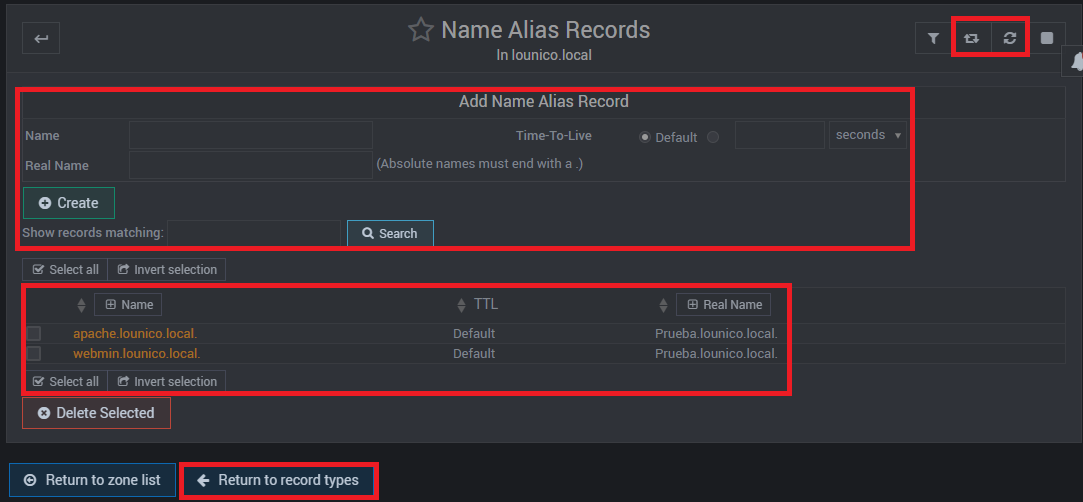 Name Alias Records
In lounico.local
Add Name Alias Record
Name Time-To-Live Default seconds
Real Name (Absolute names must end with a .)
Create
Show records matching: Search
Select all Invert selection
Name TTL Real Name
apache.lounico.local. Default Prueba.lounico.local.
webmin.lounico.local. Default Prueba.lounico.local.
Select all Invert selection
Delete Selected
Return to zone list Return to record types